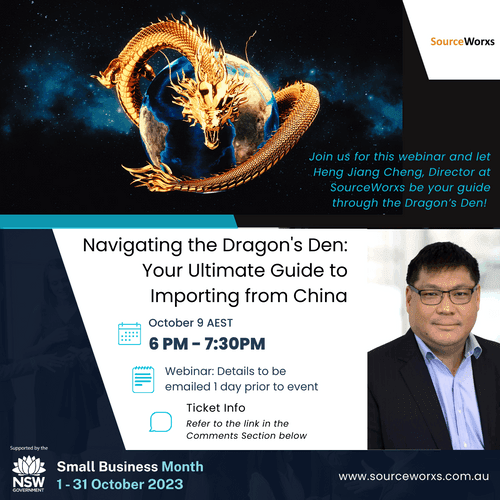 SourceWorxs
Join us for this webinar and let
Heng Jiang Cheng, Director at
SourceWorxs be your guide
through the Dragon's Den!
Navigating the Dragon's Den:
Your Ultimate Guide to
Importing from China
October 9 AEST
6 PM - 7:30PM
Webinar: Details to be
emailed 1 day prior to event
Ticket Info
Refer to the link in the
Comments Section below
Supported by the
NSW
GOVERNMENT
Small Business Month
1 - 31 October 2023
www.sourceworxs.com.au